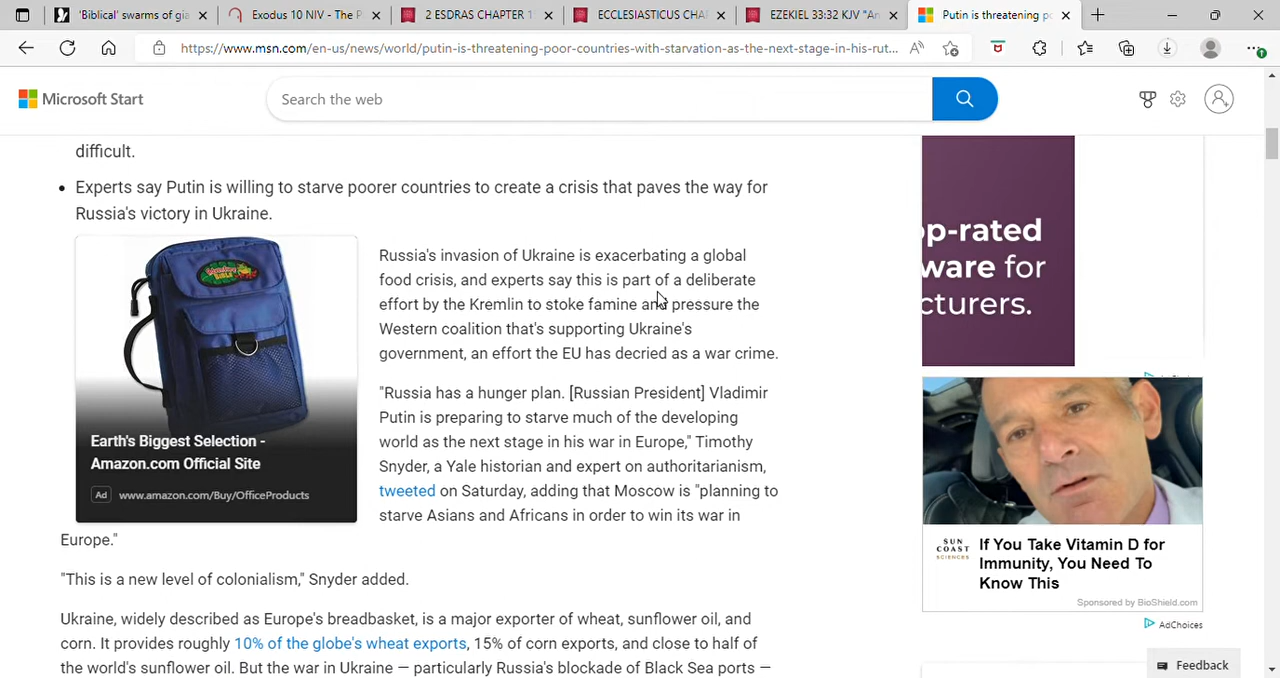 'Biblical' swarms of gia
Exodus 10 NIV - The P
2 ESDRAS CHAPTER 1
ECCLESIASTICUS CHA
EZEKIEL 33:32 KJV "An
Putin is threatening po
https://www.msn.com/en-us/news/world/putin-is-threatening-poor-countries-with-starvation-as-the-next-stage-in-his-rut...
Microsoft Start
Search the web
difficult.
• Experts say Putin is willing to starve poorer countries to create a crisis that paves the way for
Russia's victory in Ukraine.
Earth's Biggest Selection -
Amazon.com Official Site
Ad www.amazon.com/Buy/OfficeProducts
Russia's invasion of Ukraine is exacerbating a global
food crisis, and experts say this is part of a deliberate
effort by the Kremlin to stoke famine and pressure the
Western coalition that's supporting Ukraine's
government, an effort the EU has decried as a war crime.
"Russia has a hunger plan. [Russian President] Vladimir
Putin is preparing to starve much of the developing
world as the next stage in his war in Europe," Timothy
Snyder, a Yale historian and expert on authoritarianism,
tweeted on Saturday, adding that Moscow is "planning to
starve Asians and Africans in order to win its war in
Europe."
"This is a new level of colonialism," Snyder added.
Ukraine, widely described as Europe's breadbasket, is a major exporter of wheat, sunflower oil, and
corn. It provides roughly 10% of the globe's wheat exports, 15% of corn exports, and close to half of
the world's sunflower oil. But the war in Ukraine — particularly Russia's blockade of Black Sea ports —
op-rated
ware for
cturers.
SUN
COAST
SCIENCES
If You Take Vitamin D for
Immunity, You Need To
Know This
Sponsored by BioShield.com
AdChoices
Feedback